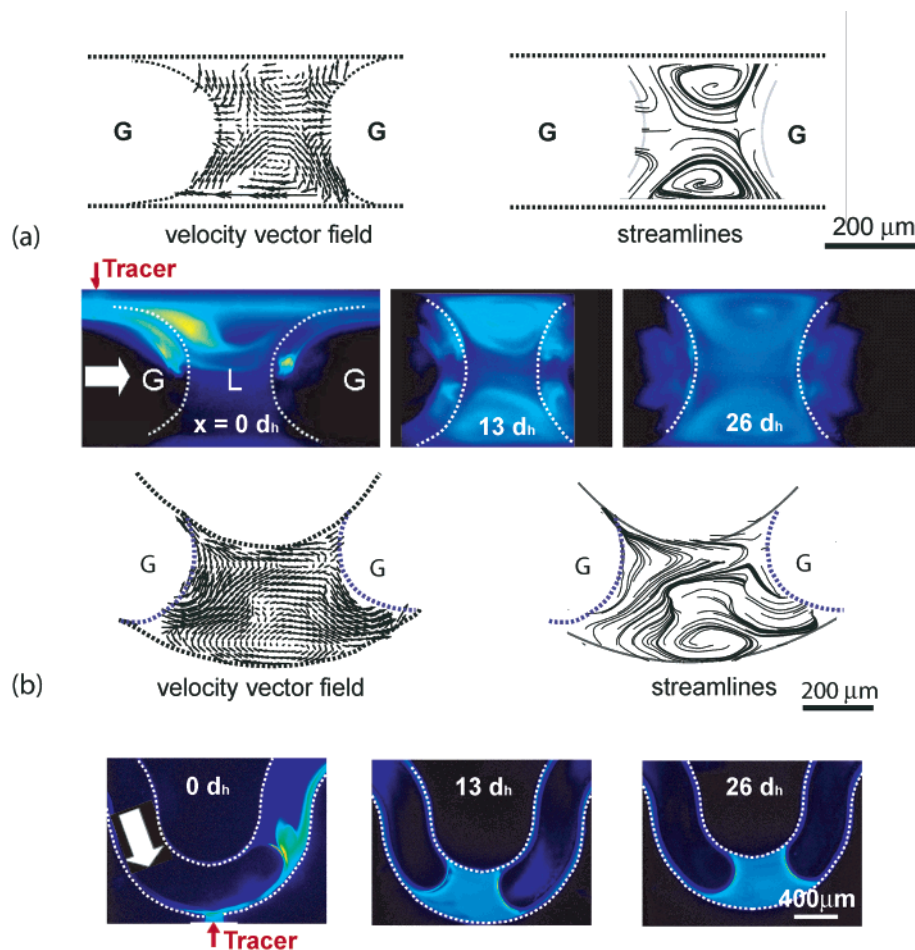 G G G G
(a) velocity vector field streamlines 200 μm
Tracer
G L G
x = 0 dh 13 dh 26 dh
G G G G
(b) velocity vector field streamlines 200 μm
0 dh 13 dh 26 dh
400μm
Tracer